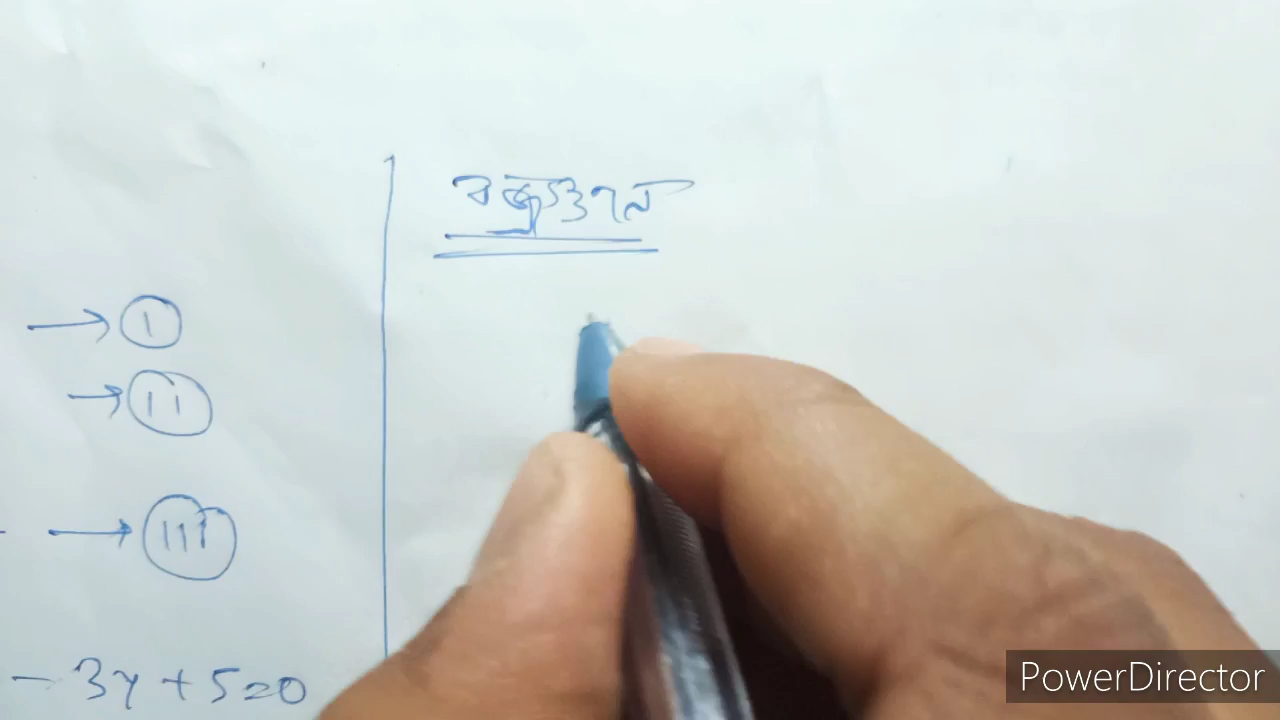 বজ্রগুণন
→ (i)
→ (ii)
→ (iii)
- 3y + 5 = 0
PowerDirector